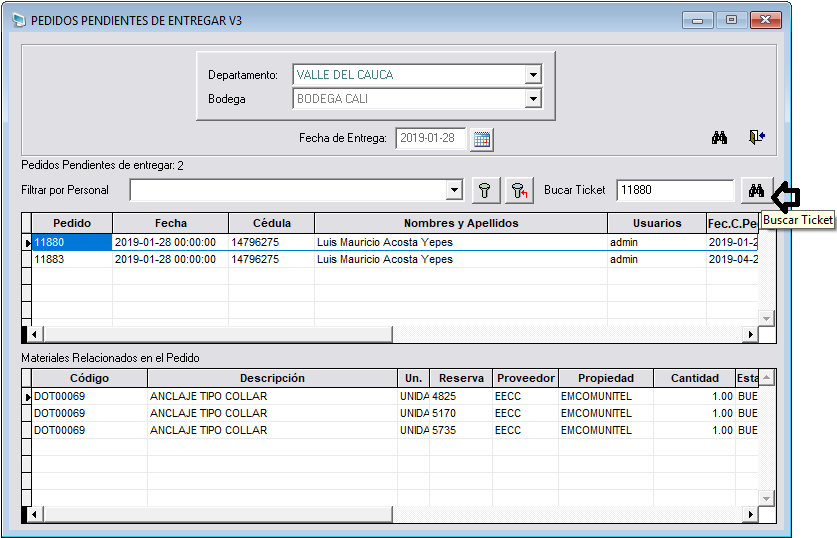 PEDIDOS PENDIENTES DE ENTREGAR V3
Departamento: VALLE DEL CAUCA
Bodega BODEGA CALI
Fecha de Entrega: 2019-01-28
Pedidos Pendientes de entregar: 2
Filtrar por Personal Bucar Ticket 11880
Buscar Ticket
Pedido Fecha Cédula Nombres y Apellidos Usuarios Fec.C.Pe
11880 2019-01-28 00:00:00 14796275 Luis Mauricio Acosta Yepes admin 2019-01-2
11883 2019-01-28 00:00:00 14796275 Luis Mauricio Acosta Yepes admin 2019-04-2
Materiales Relacionados en el Pedido
Código Descripción Un. Reserva Proveedor Propiedad Cantidad Esta
DOT00069 ANCLAJE TIPO COLLAR UNIDA 4825 EECC EMCOMUNITEL 1.00 BUE
DOT00069 ANCLAJE TIPO COLLAR UNIDA 5170 EECC EMCOMUNITEL 1.00 BUE
DOT00069 ANCLAJE TIPO COLLAR UNIDA 5735 EECC EMCOMUNITEL 1.00 BUE